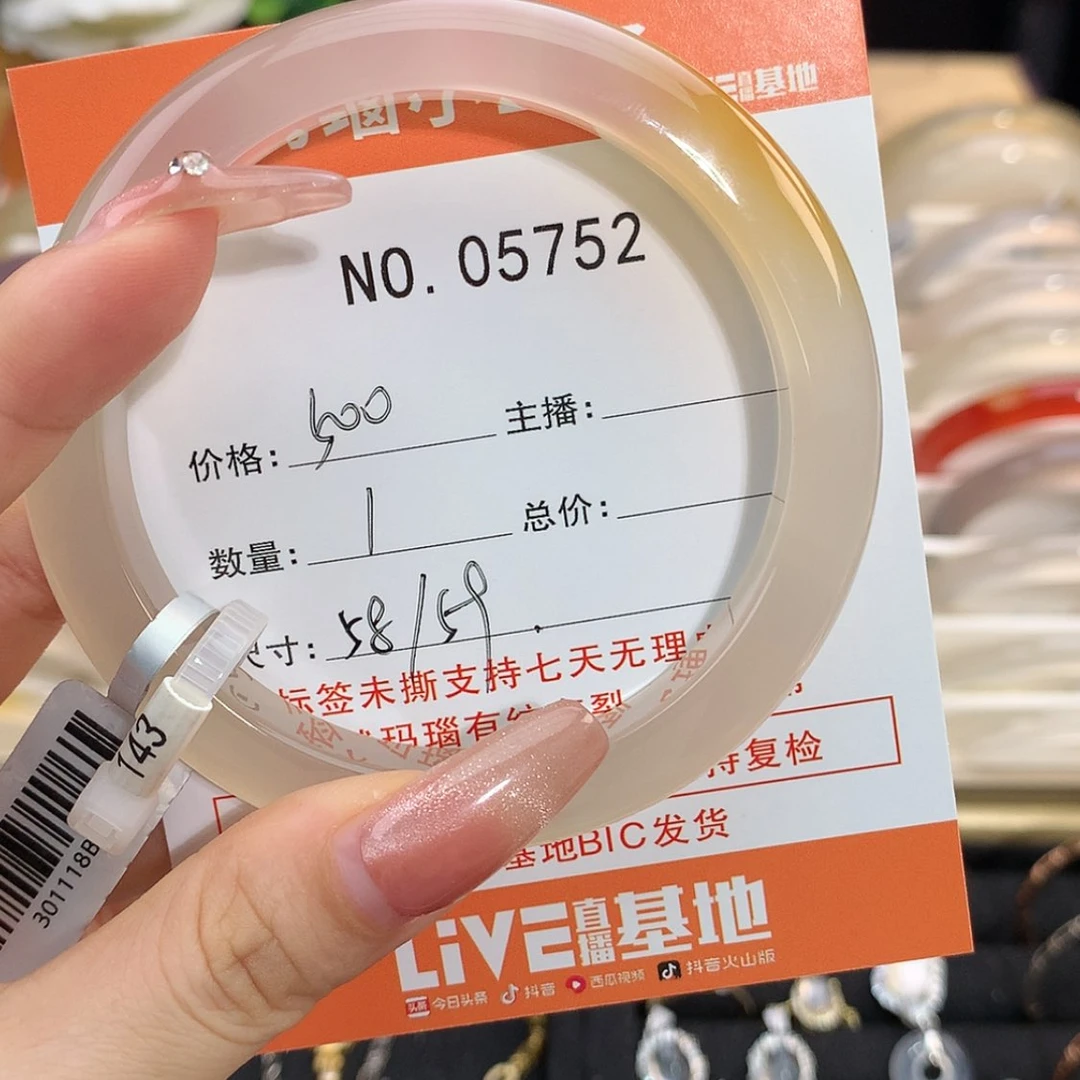 基地
NO. 05752
价格: 500
主播:
数量: 1
总价:
寸: 58/59.
标签未撕支持七天无理
玛瑙有
持复检
基地BIC发货
LiVE直播基地
头条 今日头条 抖音 西瓜视频 抖音火山版
143
301118B